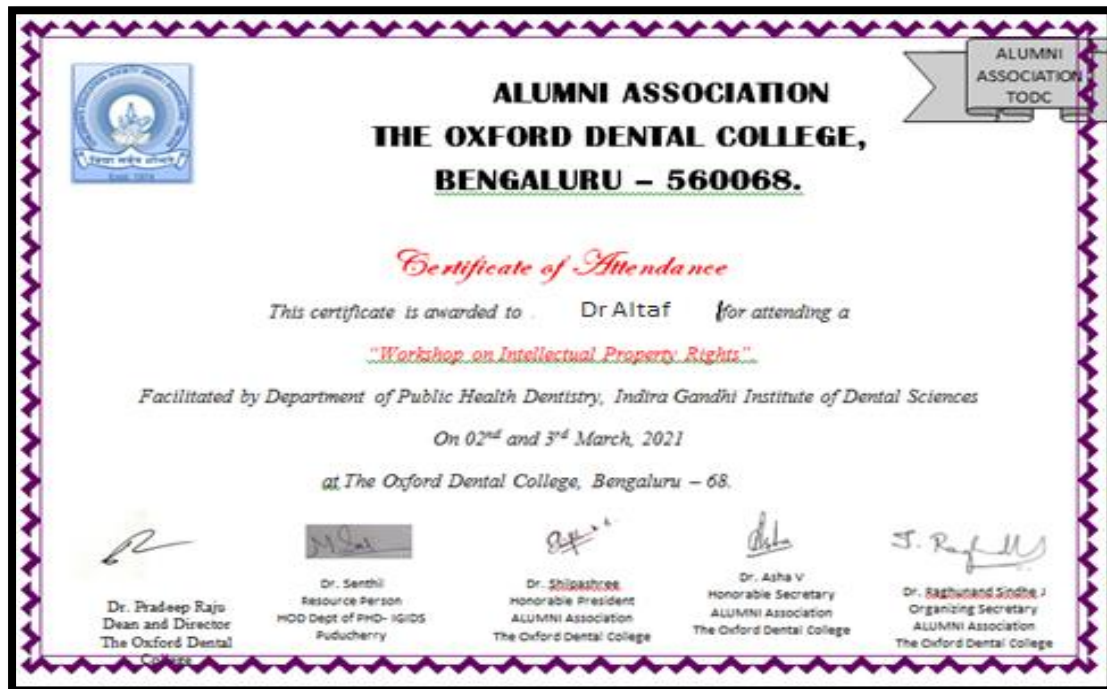 ALUMNI
ASSOCIATION
TODC
ALUMNI ASSOCIATION
THE OXFORD DENTAL COLLEGE,
BENGALURU – 560068.
Certificate of Attendance
This certificate is awarded to . Dr Altaf for attending a
"Workshop on Intellectual Property Rights".
Facilitated by Department of Public Health Dentistry, Indira Gandhi Institute of Dental Sciences
On 02nd and 3rd March, 2021
at The Oxford Dental College, Bengaluru – 68.
Dr. Pradeep Raju
Dean and Director
The Oxford Dental
College
Dr. Senthil
Resource Person
HOD Dept of PHD- IGIDS
Puducherry
Dr. Shilpashree
Honorable President
ALUMNI Association
The Oxford Dental College
Dr. Asha V
Honorable Secretary
ALUMNI Association
The Oxford Dental College
Dr. Raghunand Sindhe J
Organizing Secretary
ALUMNI Association
The Oxford Dental College